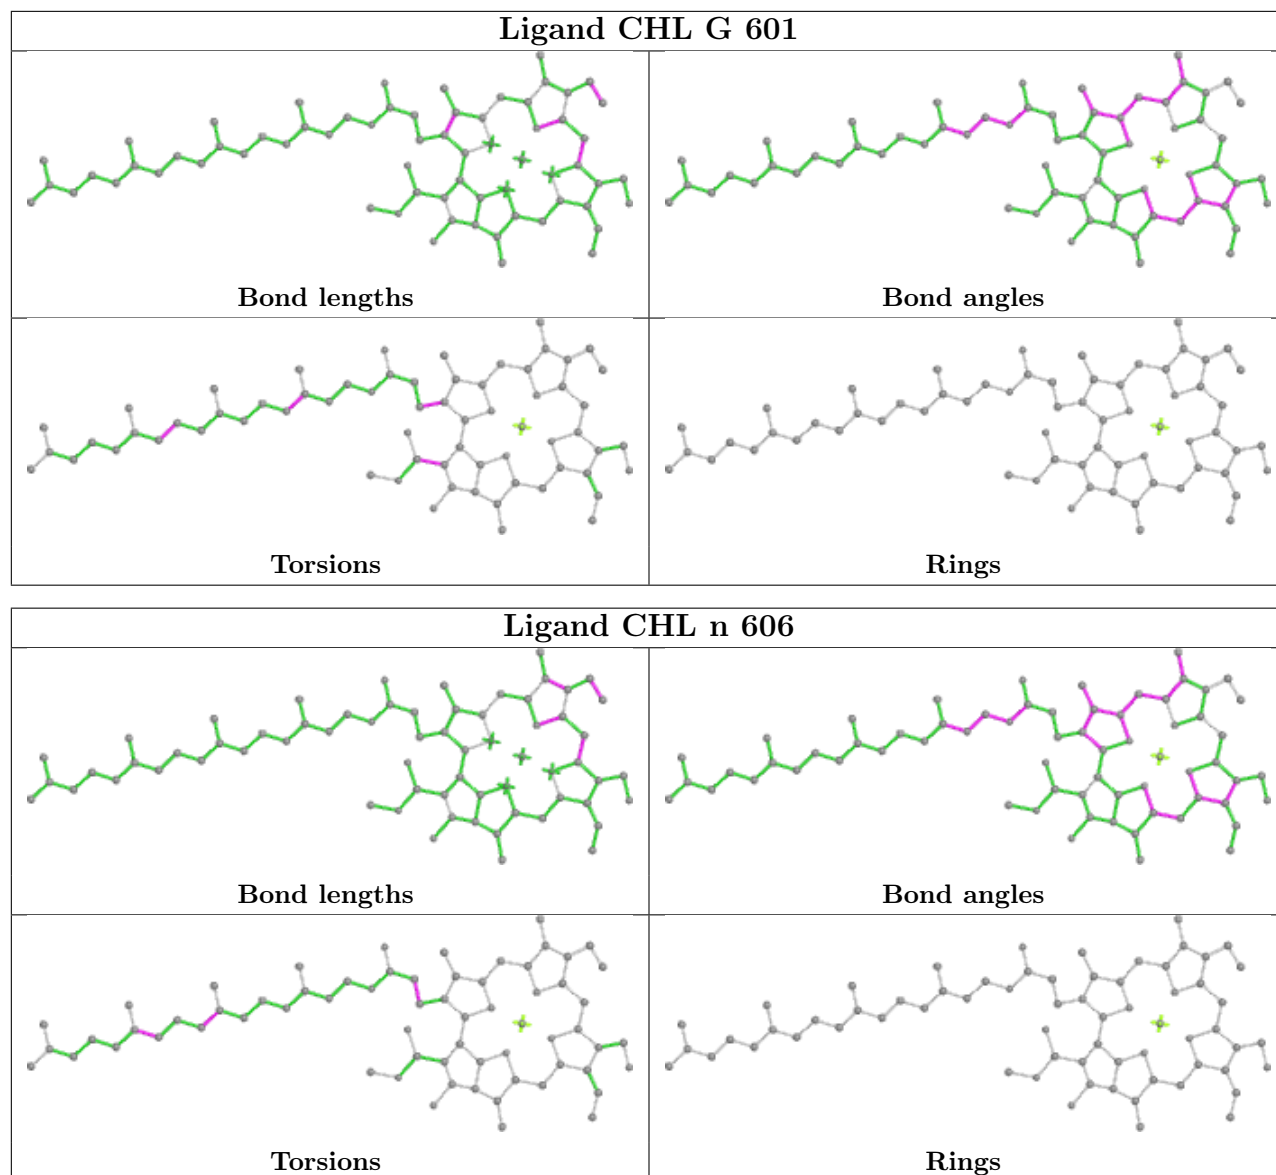 Ligand CHL G 601
Bond lengths
Bond angles
Torsions
Rings
Ligand CHL n 606
Bond lengths
Bond angles
Torsions
Rings